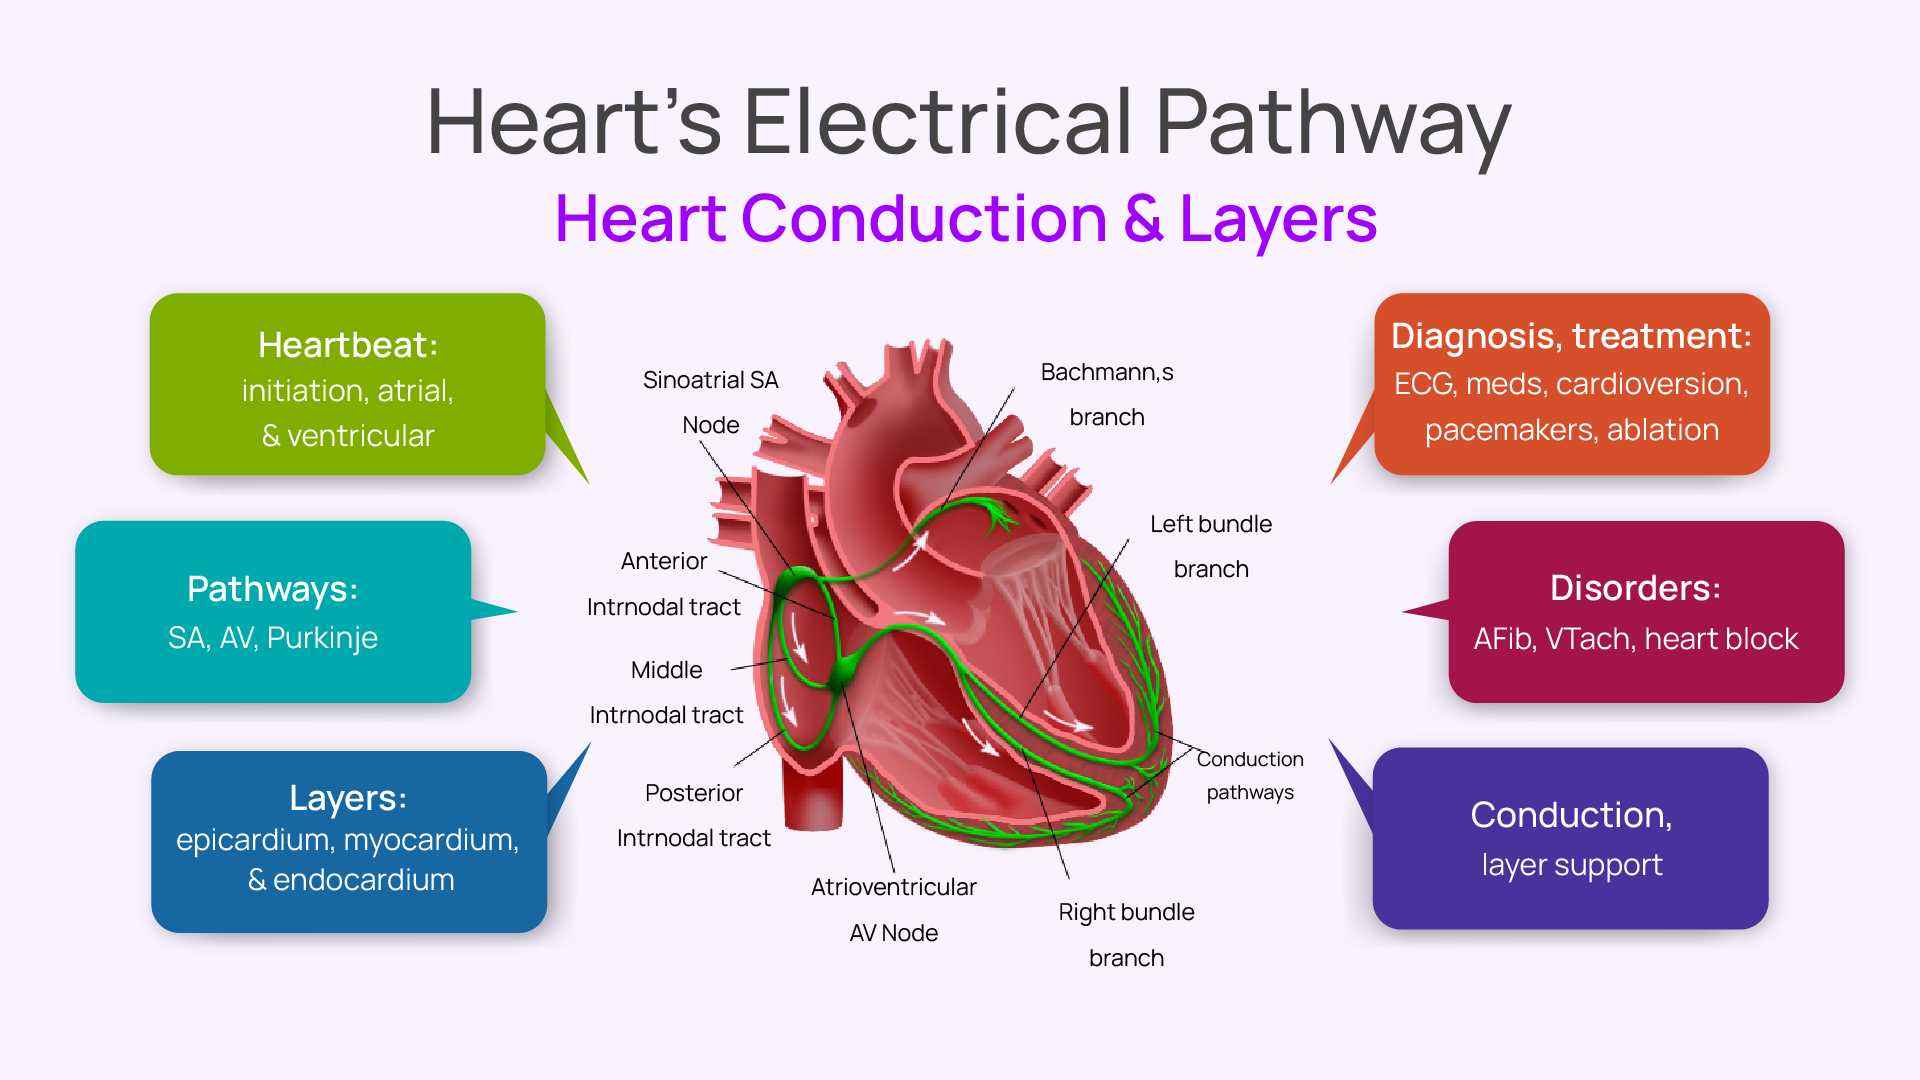 Heart's Electrical Pathway
Heart Conduction & Layers
Heartbeat:
initiation, atrial,
& ventricular
Pathways:
SA, AV, Purkinje
Layers:
epicardium, myocardium,
& endocardium
Sinoatrial SA
Node
Anterior
Intrnodal tract
Middle
Intrnodal tract
Posterior
Intrnodal tract
Atrioventricular
AV Node
Bachmann,s
branch
Left bundle
branch
Conduction
pathways
Right bundle
branch
Diagnosis, treatment:
ECG, meds, cardioversion,
pacemakers, ablation
Disorders:
AFib, VTach, heart block
Conduction,
layer support